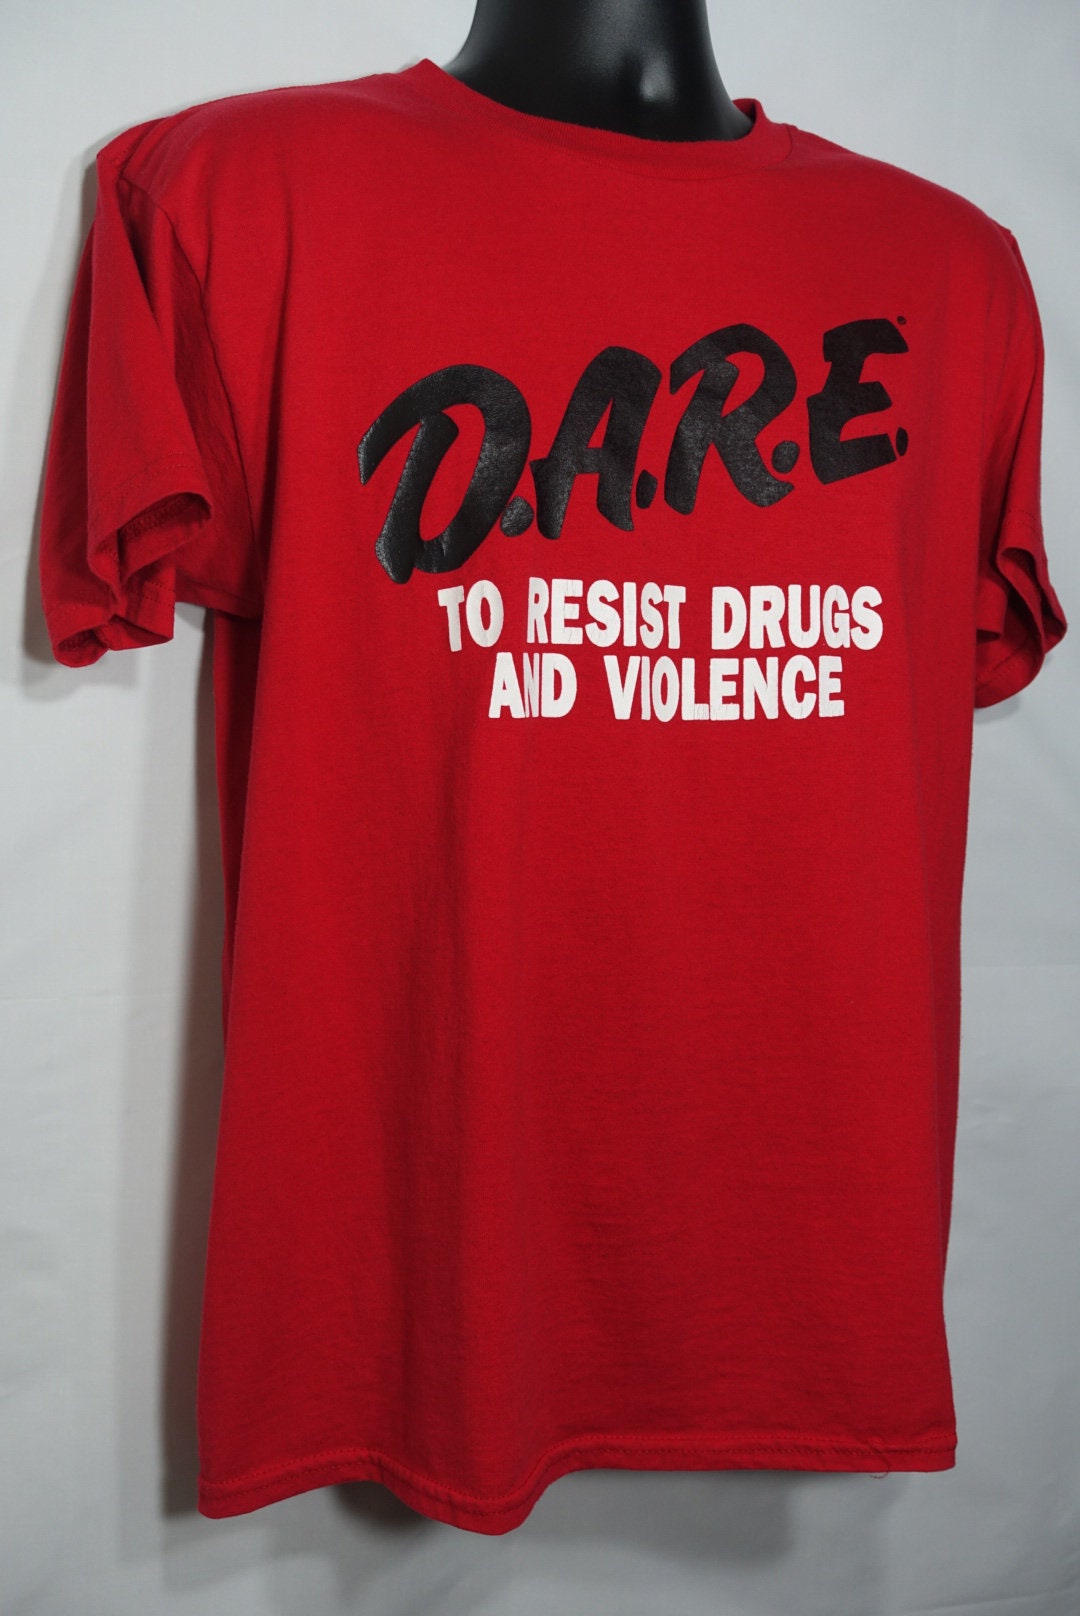 D.A.R.E.
TO RESIST DRUGS
AND VIOLENCE